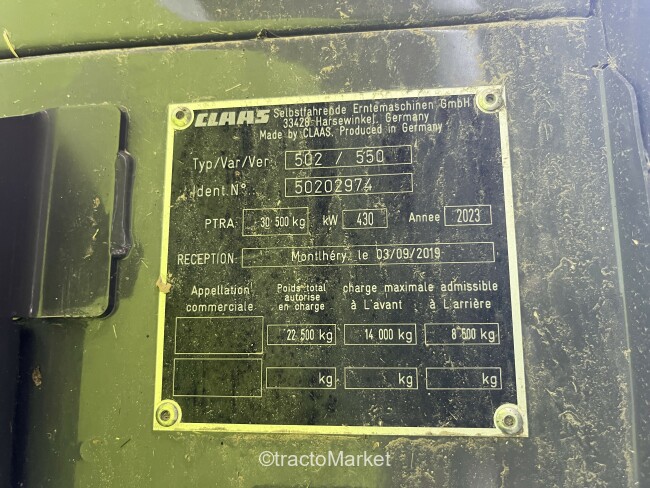 CLAAS Selbstfahrende Erntemaschinen GmbH
33428 Harsewinkel, Germany
Made by CLAAS, Produced in Germany
Typ/Var/Ver. 502 / 550
Ident.N° 50202974
PTRA 30 500 kg kW 430 Annee 2023
RECEPTION Montlhéry le 03/09/2019
Appellation commerciale Poids total autorise en charge charge maximale admissible à L'avant à L'arrière
22 500 kg 14 000 kg 8 500 kg
kg kg kg
©tractoMarket